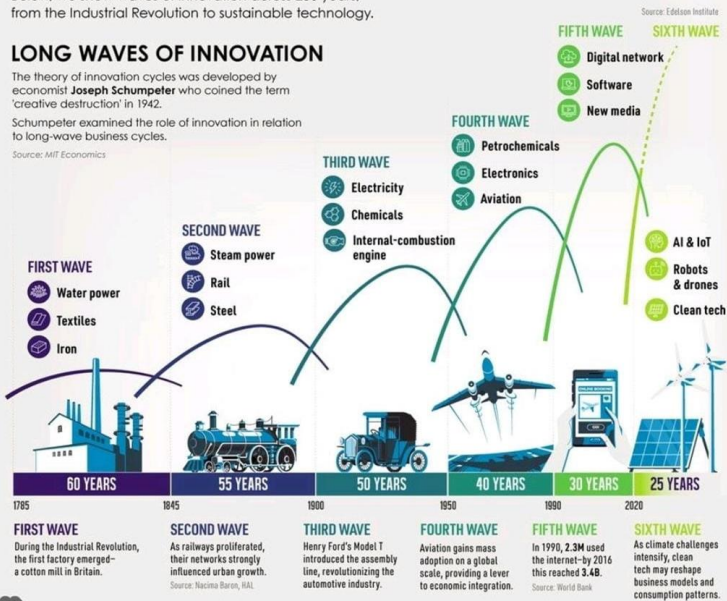 from the Industrial Revolution to sustainable technology.
Source: Edelson Institute
LONG WAVES OF INNOVATION
The theory of innovation cycles was developed by
economist Joseph Schumpeter who coined the term
'creative destruction' in 1942.
Schumpeter examined the role of innovation in relation
to long-wave business cycles.
Source: MIT Economics
FIRST WAVE
Water power
Textiles
Iron
SECOND WAVE
Steam power
Rail
Steel
THIRD WAVE
Electricity
Chemicals
Internal-combustion
engine
FOURTH WAVE
Petrochemicals
Electronics
Aviation
FIFTH WAVE
Digital network
Software
New media
SIXTH WAVE
AI & IoT
Robots
& drones
Clean tech
ONLINE BOOKING
60 YEARS
55 YEARS
50 YEARS
40 YEARS
30 YEARS
25 YEARS
1785
1845
1900
1950
1990
2020
FIRST WAVE
During the Industrial Revolution,
the first factory emerged–
a cotton mill in Britain.
SECOND WAVE
As railways proliferated,
their networks strongly
influenced urban growth.
Source: Nacima Baron, HAL
THIRD WAVE
Henry Ford's Model T
introduced the assembly
line, revolutionizing the
automotive industry.
FOURTH WAVE
Aviation gains mass
adoption on a global
scale, providing a lever
to economic integration.
FIFTH WAVE
In 1990, 2.3M used
the internet–by 2016
this reached 3.4B.
Source: World Bank
SIXTH WAVE
As climate challenges
intensify, clean
tech may reshape
business models and
consumption patterns.